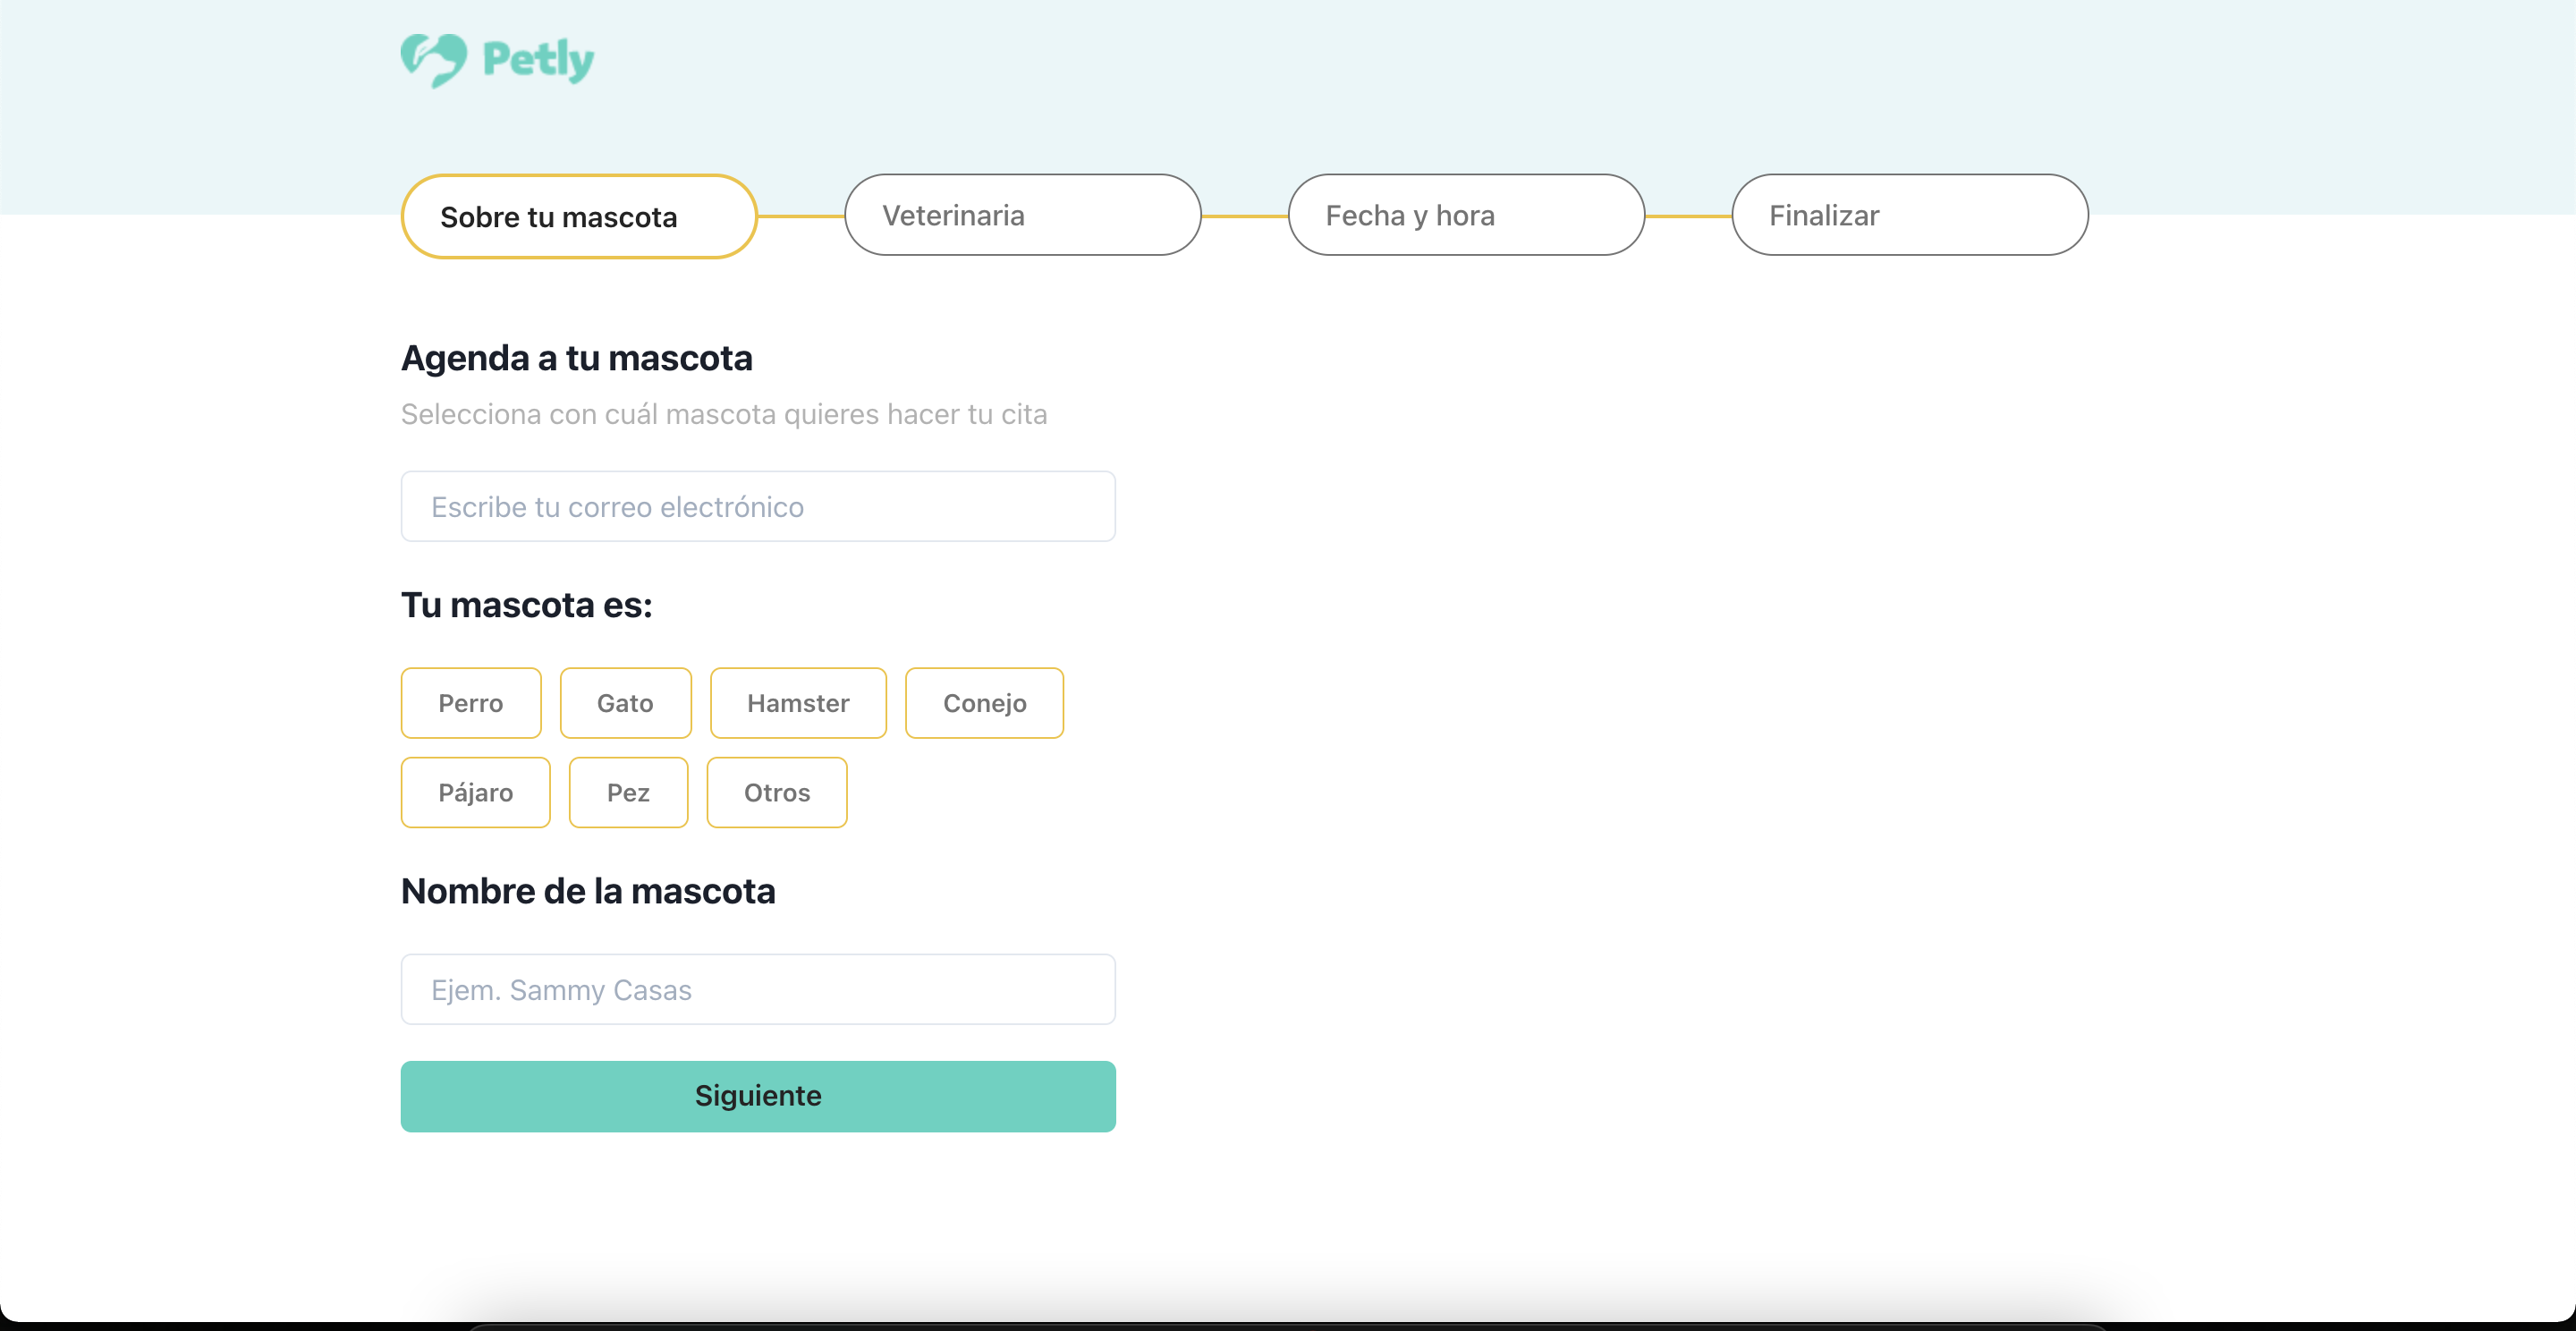 Petly
Sobre tu mascota
Veterinaria
Fecha y hora
Finalizar
Agenda a tu mascota
Selecciona con cuál mascota quieres hacer tu cita
Escribe tu correo electrónico
Tu mascota es:
Perro Gato Hamster Conejo
Pájaro Pez Otros
Nombre de la mascota
Ejem. Sammy Casas
Siguiente